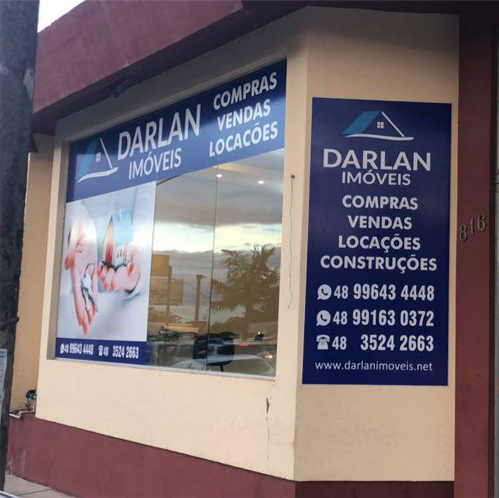 DARLAN
IMÓVEIS
COMPRAS
VENDAS
LOCACÕES
48 99643 4448 48 3524 2663
DARLAN
IMÓVEIS
COMPRAS
VENDAS
LOCAÇÕES
CONSTRUÇÕES
48 99643 4448
48 99163 0372
48 3524 2663
www.darlanimoveis.net
816